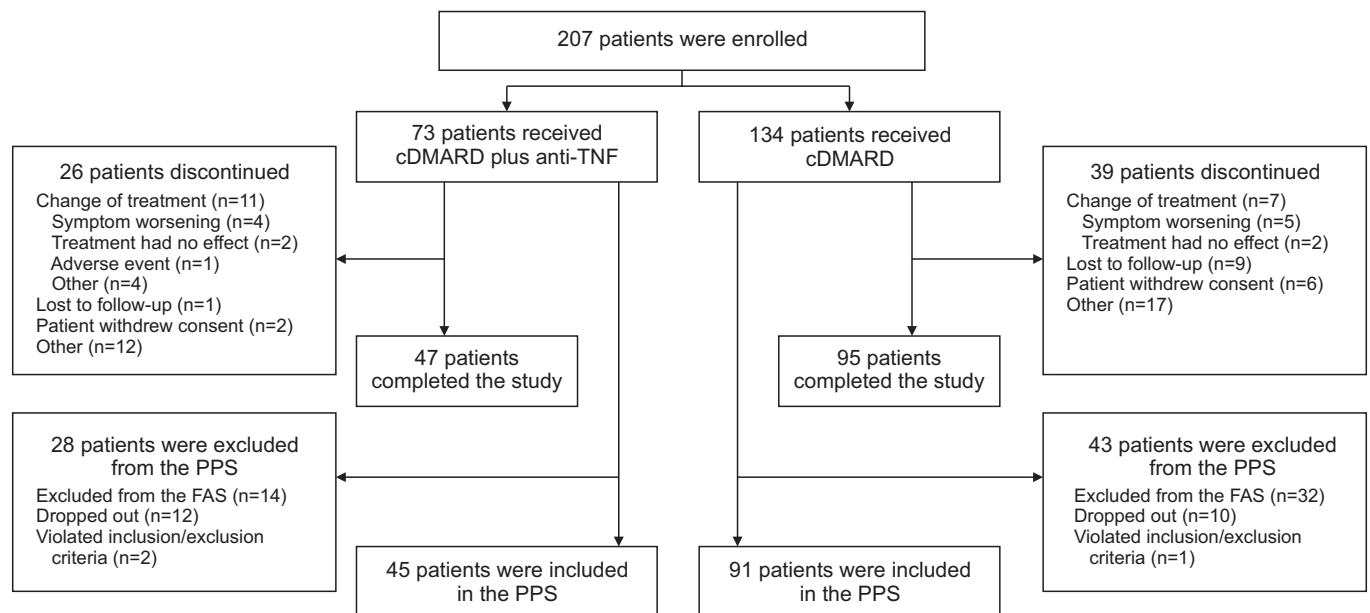 207 patients were enrolled
73 patients received
cDMARD plus anti-TNF
134 patients received
cDMARD
26 patients discontinued
Change of treatment (n=11)
Symptom worsening (n=4)
Treatment had no effect (n=2)
Adverse event (n=1)
Other (n=4)
Lost to follow-up (n=1)
Patient withdrew consent (n=2)
Other (n=12)
39 patients discontinued
Change of treatment (n=7)
Symptom worsening (n=5)
Treatment had no effect (n=2)
Lost to follow-up (n=9)
Patient withdrew consent (n=6)
Other (n=17)
47 patients
completed the study
95 patients
completed the study
28 patients were excluded
from the PPS
Excluded from the FAS (n=14)
Dropped out (n=12)
Violated inclusion/exclusion
criteria (n=2)
43 patients were excluded
from the PPS
Excluded from the FAS (n=32)
Dropped out (n=10)
Violated inclusion/exclusion
criteria (n=1)
45 patients were included
in the PPS
91 patients were included
in the PPS